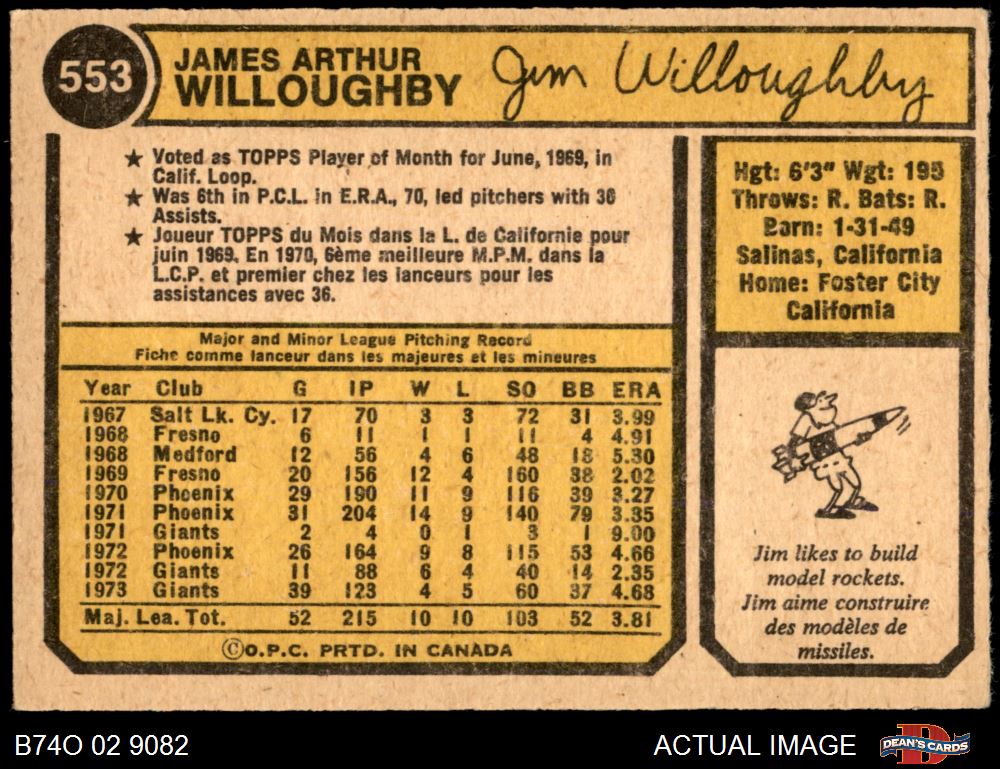 553
JAMES ARTHUR
WILLOUGHBY
Jim Willoughby
★ Voted as TOPPS Player of Month for June, 1969, in
Calif. Loop.
★ Was 6th in P.C.L. in E.R.A., 70, led pitchers with 36
Assists.
★ Joueur TOPPS du Mois dans la L. de Californie pour
juin 1969. En 1970, 6ème meilleure M.P.M. dans la
L.C.P. et premier chez les lanceurs pour les
assistances avec 36.
Hgt: 6'3" Wgt: 195
Throws: R. Bats: R.
Born: 1-31-49
Salinas, California
Home: Foster City
California
Major and Minor League Pitching Record
Fiche comme lanceur dans les majeures et les mineures
Year Club G IP W L SO BB ERA
1967 Salt Lk. Cy. 17 70 3 3 72 31 3.99
1968 Fresno 6 11 1 1 11 4 4.91
1968 Medford 12 56 4 6 48 18 5.30
1969 Fresno 20 156 12 4 160 38 2.02
1970 Phoenix 29 190 11 9 116 39 3.27
1971 Phoenix 31 204 14 9 140 79 3.35
1971 Giants 2 4 0 1 3 1 9.00
1972 Phoenix 26 164 9 8 115 53 4.66
1972 Giants 11 88 6 4 40 14 2.35
1973 Giants 39 123 4 5 60 37 4.68
Maj. Lea. Tot. 52 215 10 10 103 52 3.81
©O.P.C. PRTD. IN CANADA
Jim likes to build
model rockets.
Jim aime construire
des modèles de
missiles.
B74O 02 9082
ACTUAL IMAGE
B
DEAN'S CARDS